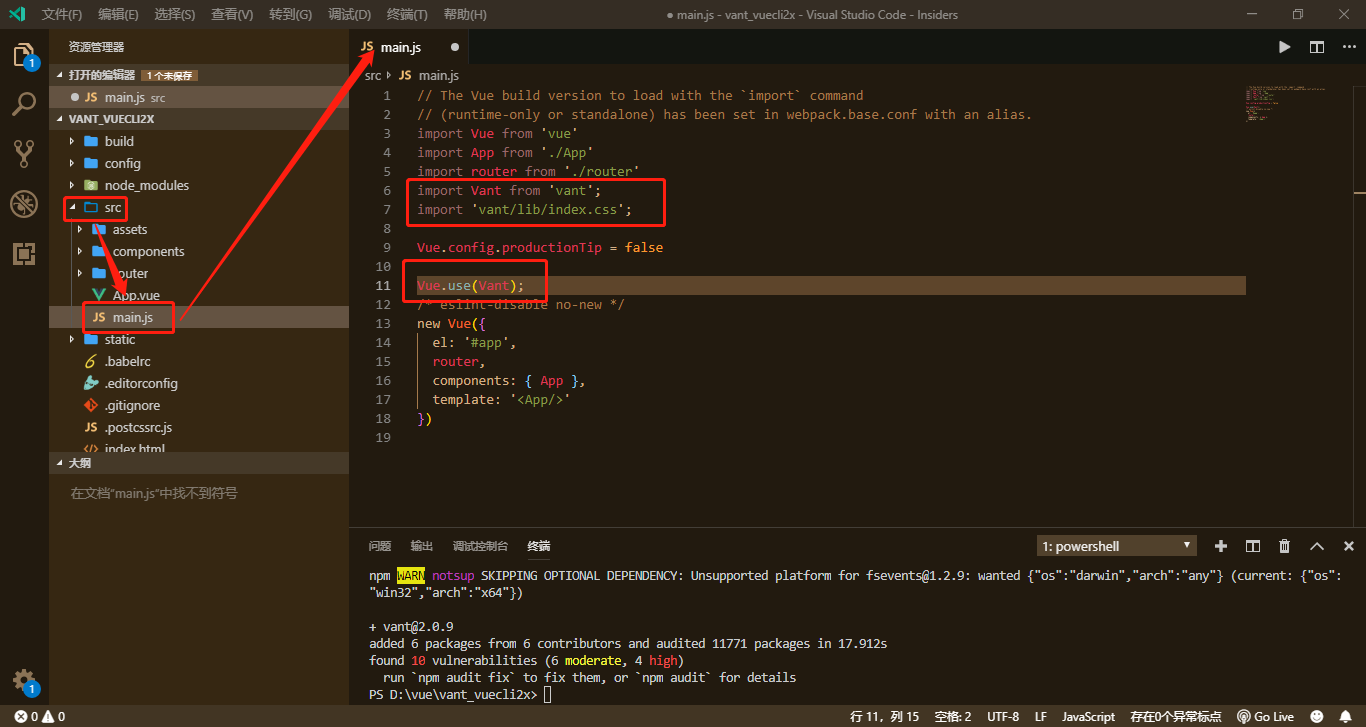 文件(F) 编辑(E) 选择(S) 查看(V) 转到(G) 调试(D) 终端(T) 帮助(H)
● main.js - vant_vuecli2x - Visual Studio Code - Insiders
资源管理器
打开的编辑器 1 个未保存
JS main.js src
VANT_VUECLI2X
build
config
node_modules
src
assets
components
router
App.vue
JS main.js
static
.babelrc
.editorconfig
.gitignore
JS .postcssrc.js
index.html
大纲
在文档"main.js"中找不到符号
1
1
JS main.js
src JS main.js
1 // The Vue build version to load with the `import` command
2 // (runtime-only or standalone) has been set in webpack.base.conf with an alias.
3 import Vue from 'vue'
4 import App from './App'
5 import router from './router'
6 import Vant from 'vant';
7 import 'vant/lib/index.css';
8
9 Vue.config.productionTip = false
10
11 Vue.use(Vant);
12 /* eslint-disable no-new */
13 new Vue({
14 el: '#app',
15 router,
16 components: { App },
17 template: '<App/>'
18 })
19
问题 输出 调试控制台 终端
1: powershell
npm WARN notsup SKIPPING OPTIONAL DEPENDENCY: Unsupported platform for fsevents@1.2.9: wanted {"os":"darwin","arch":"any"} (current: {"os":
"win32","arch":"x64"})
+ vant@2.0.9
added 6 packages from 6 contributors and audited 11771 packages in 17.912s
found 10 vulnerabilities (6 moderate, 4 high)
run `npm audit fix` to fix them, or `npm audit` for details
PS D:\vue\vant_vuecli2x>
0 0
行 11，列 15 空格: 2 UTF-8 LF JavaScript 存在0个异常标点 Go Live